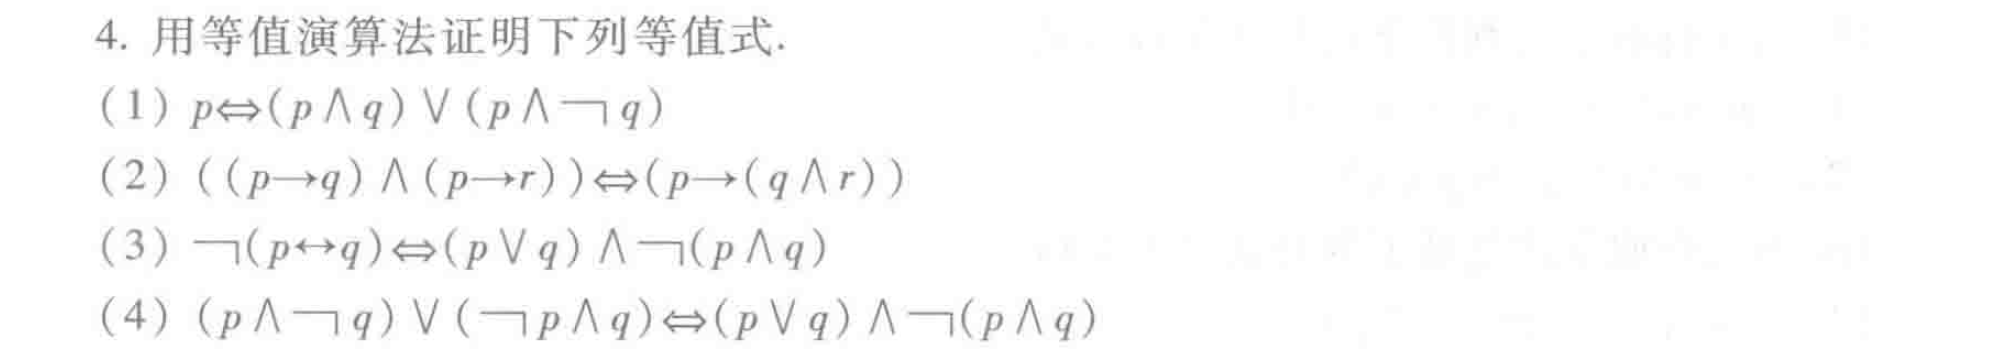 4. 用等值演算法证明下列等值式.
(1) p⇔(p∧q)∨(p∧¬q)
(2) ((p→q)∧(p→r))⇔(p→(q∧r))
(3) ¬(p↔q)⇔(p∨q)∧¬(p∧q)
(4) (p∧¬q)∨(¬p∧q)⇔(p∨q)∧¬(p∧q)